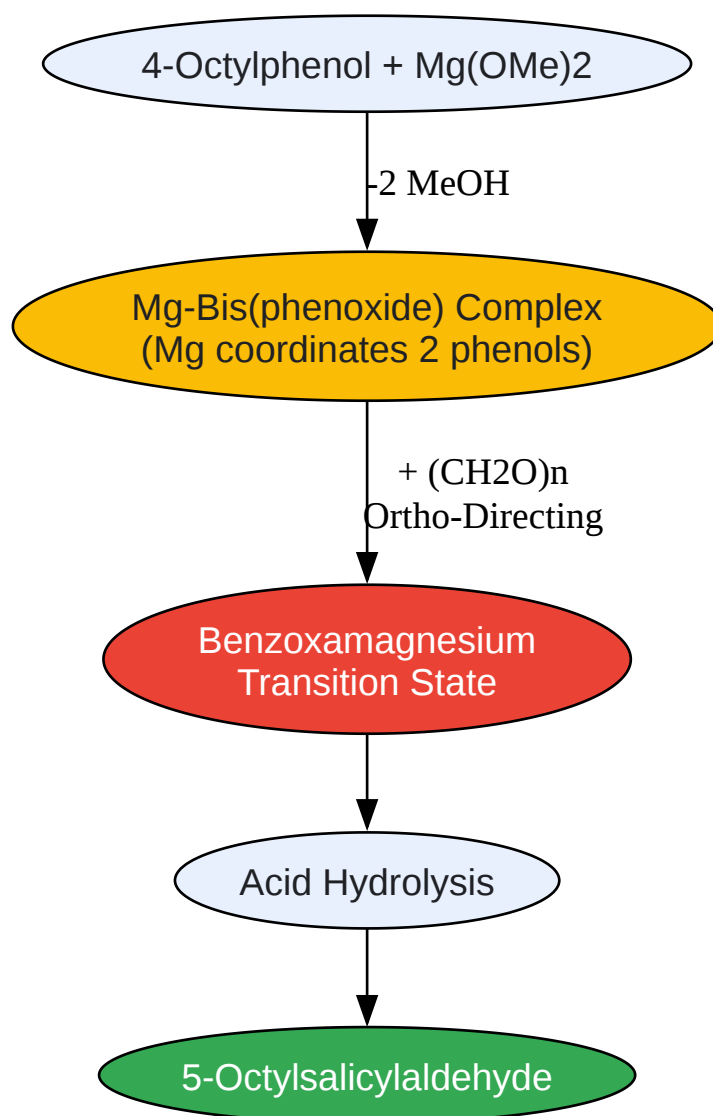 4-Octylphenol + Mg(OMe)2
-2 MeOH
Mg-Bis(phenoxide) Complex
(Mg coordinates 2 phenols)
+ (CH2O)n
Ortho-Directing
Benzoxamagnesium
Transition State
Acid Hydrolysis
5-Octylsalicylaldehyde